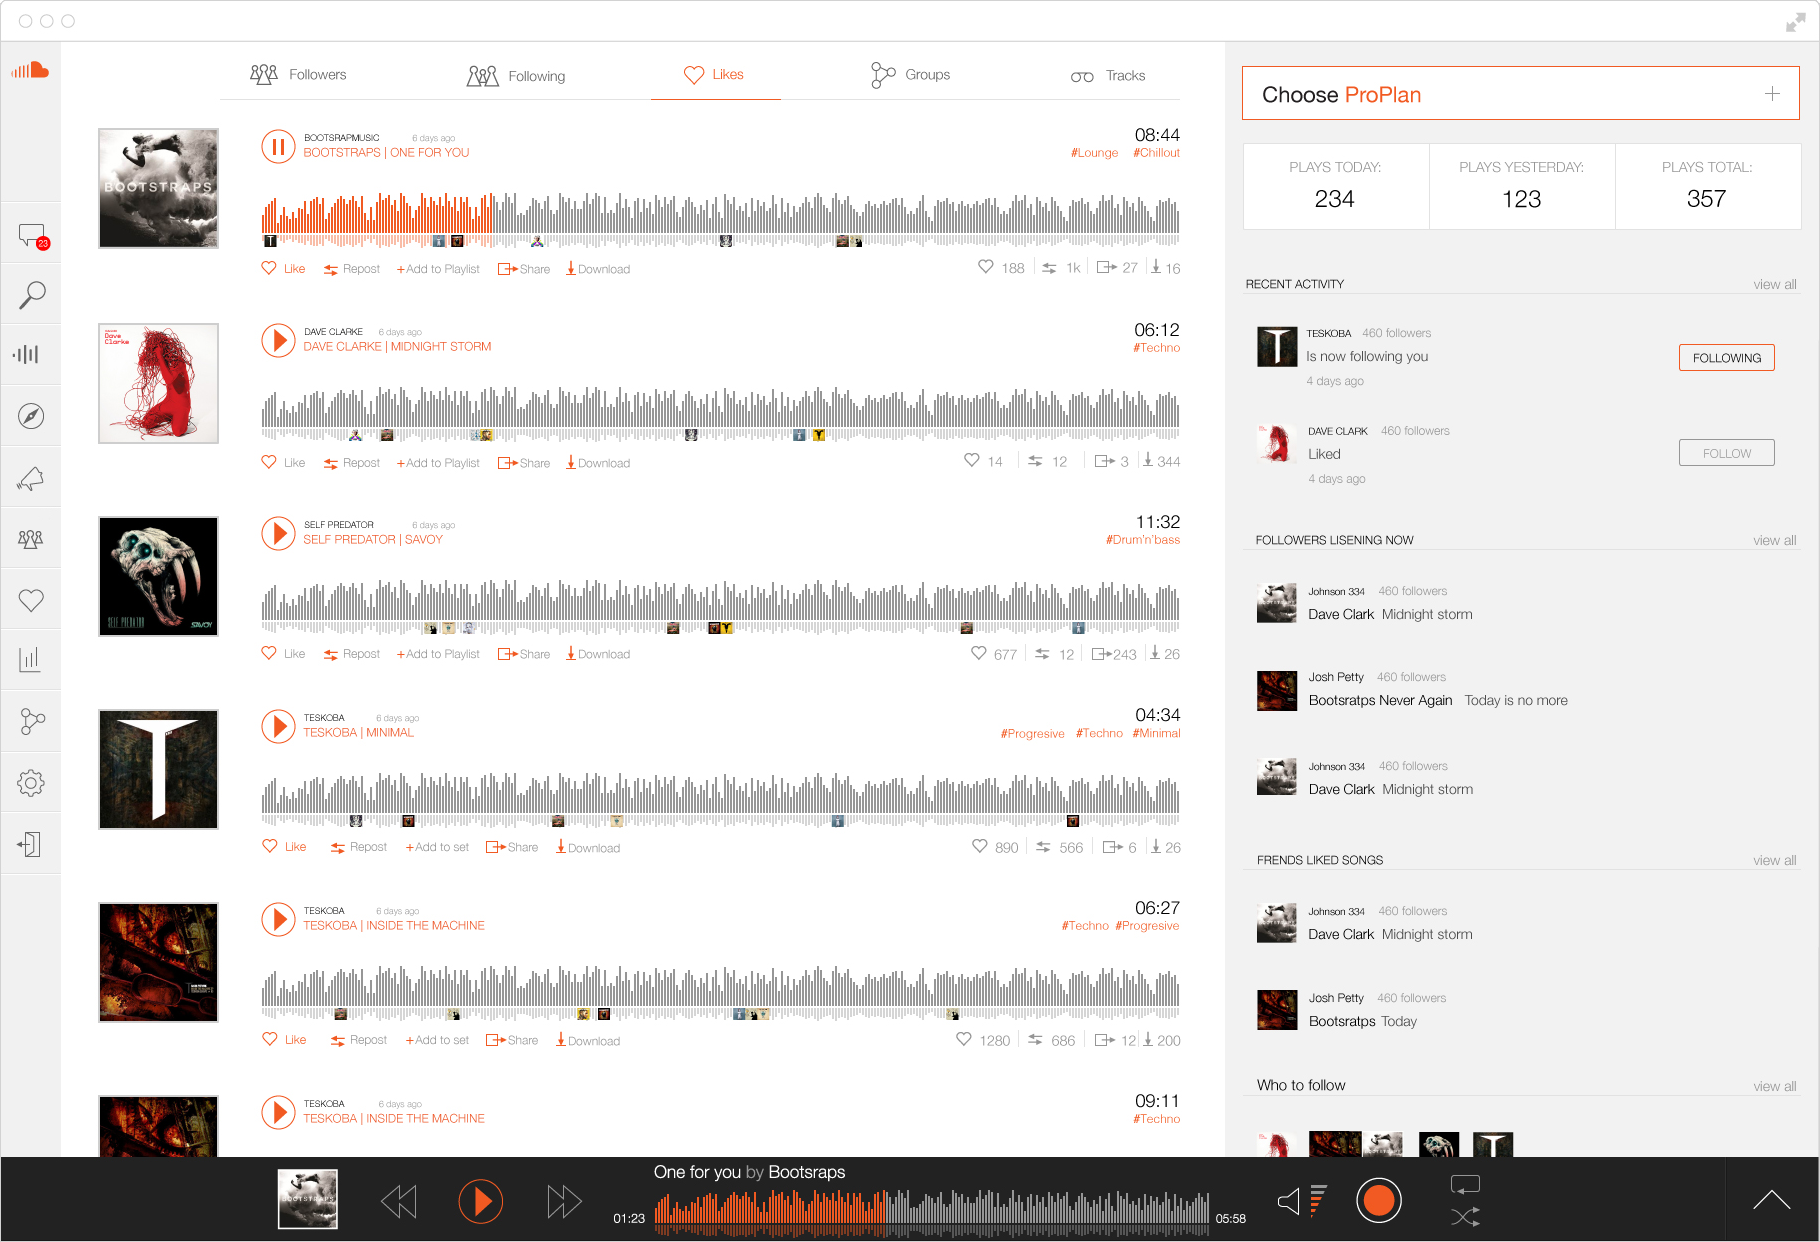 Followers
Following
Likes
Groups
Tracks
Choose ProPlan
PLAYS TODAY:
234
PLAYS YESTERDAY:
123
PLAYS TOTAL:
357
23
BOOTSTRAPS
BOOTSRAPMUSIC 6 days ago
BOOTSTRAPS | ONE FOR YOU
08:44
#Lounge #Chillout
Like Repost +Add to Playlist Share Download
188 1k 27 16
Dave
Clarke
DAVE CLARKE 6 days ago
DAVE CLARKE | MIDNIGHT STORM
06:12
#Techno
Like Repost +Add to Playlist Share Download
14 12 3 344
SELF PREDATOR SAVOY
SELF PREDATOR 6 days ago
SELF PREDATOR | SAVOY
11:32
#Drum'n'bass
Like Repost +Add to Playlist Share Download
677 12 243 26
TESKOBA 6 days ago
TESKOBA | MINIMAL
04:34
#Progresive #Techno #Minimal
Like Repost +Add to set Share Download
890 566 6 26
TESKOBA 6 days ago
TESKOBA | INSIDE THE MACHINE
06:27
#Techno #Progresive
Like Repost +Add to set Share Download
1280 686 12 200
TESKOBA 6 days ago
TESKOBA | INSIDE THE MACHINE
09:11
#Techno
RECENT ACTIVITY view all
TESKOBA 460 followers
Is now following you
4 days ago
FOLLOWING
DAVE CLARK 460 followers
Liked
4 days ago
FOLLOW
FOLLOWERS LISENING NOW view all
Johnson 334 460 followers
Dave Clark Midnight storm
Josh Petty 460 followers
Bootsratps Never Again Today is no more
Johnson 334 460 followers
Dave Clark Midnight storm
FRENDS LIKED SONGS view all
Johnson 334 460 followers
Dave Clark Midnight storm
Josh Petty 460 followers
Bootsratps Today
Who to follow view all
One for you by Bootsraps
01:23
05:58